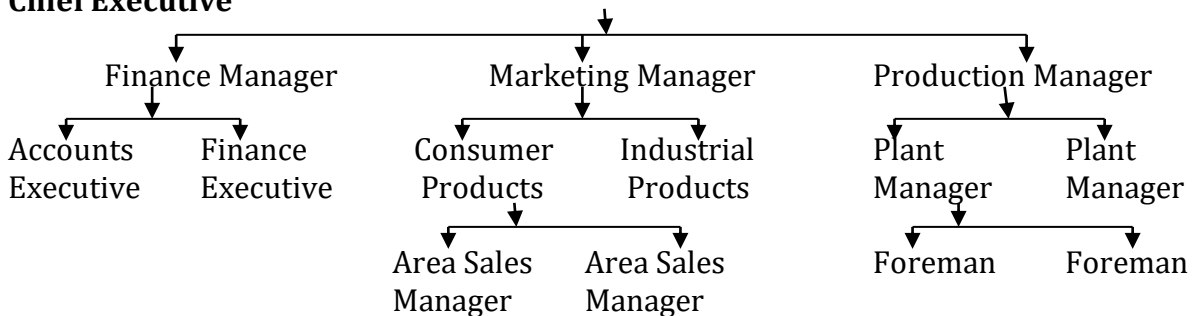 Chief Executive
Finance Manager Marketing Manager Production Manager
Accounts Finance Consumer Industrial Plant Plant
Executive Executive Products Products Manager Manager
Area Sales Area Sales Foreman Foreman
Manager Manager